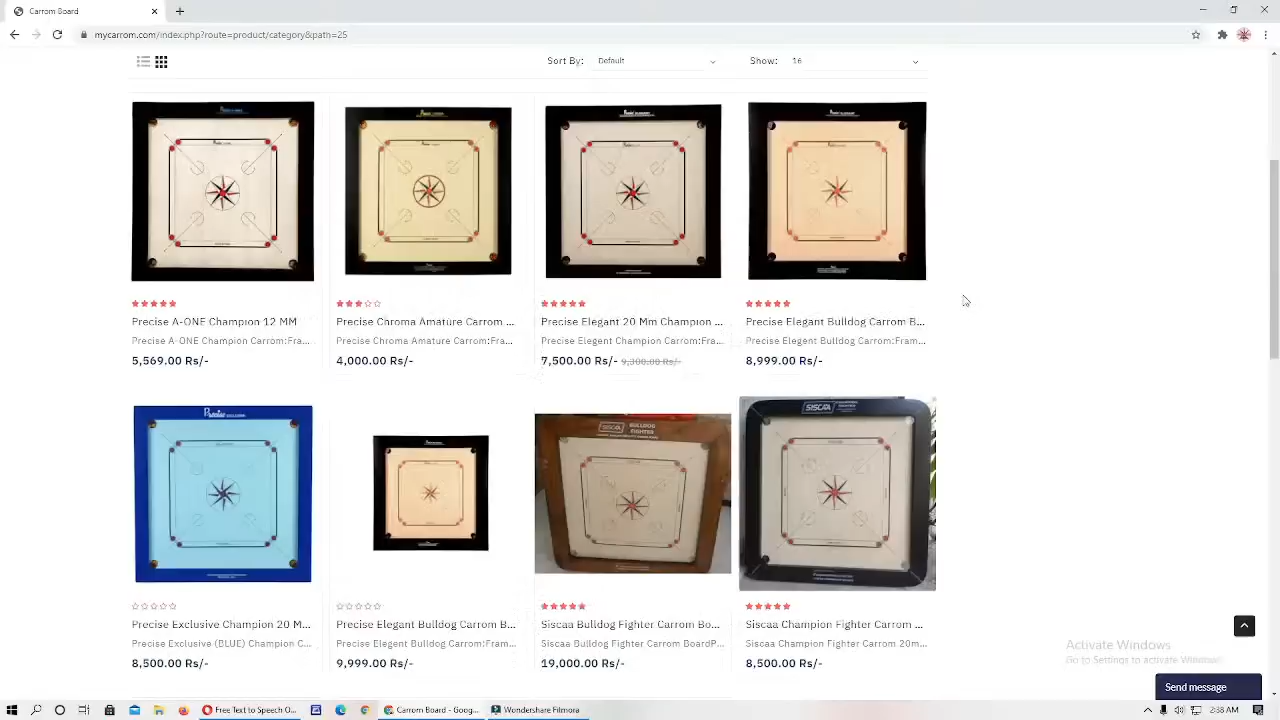 Carrom Board
mycarrom.com/index.php?route=product/category&path=25
Sort By: Default Show: 16
Precise A-ONE Champion 12 MM
Precise A-ONE Champion Carrom:Fra...
5,569.00 Rs/-
Precise Chroma Amature Carrom ...
Precise Chroma Amature Carrom:Fra...
4,000.00 Rs/-
Precise Elegant 20 Mm Champion ...
Precise Elegent Champion Carrom:Fra...
7,500.00 Rs/- 9,300.00 Rs/-
Precise Elegant Bulldog Carrom B...
Precise Elegent Bulldog Carrom:Fra...
8,999.00 Rs/-
Precise
SISCAA
BULLDOG
FIGHTER
SISCAA
Precise Exclusive Champion 20 M...
Precise Exclusive (BLUE) Champion C...
8,500.00 Rs/-
Precise Elegent Bulldog Carrom B...
Precise Elegent Bulldog Carrom:Fram...
9,999.00 Rs/-
Siscaa Bulldog Fighter Carrom Bo...
Siscaa Bulldog Fighter Carrom BoardP...
19,000.00 Rs/-
Siscaa Champion Fighter Carrom ...
Siscaa Champion Fighter Carrom 20m...
8,500.00 Rs/-
Activate Windows
Go to Settings to activate Windows.
Send message
Free Text to Speech O...
Carrom Board - Goog...
Wondershare Filmora
2:38 AM